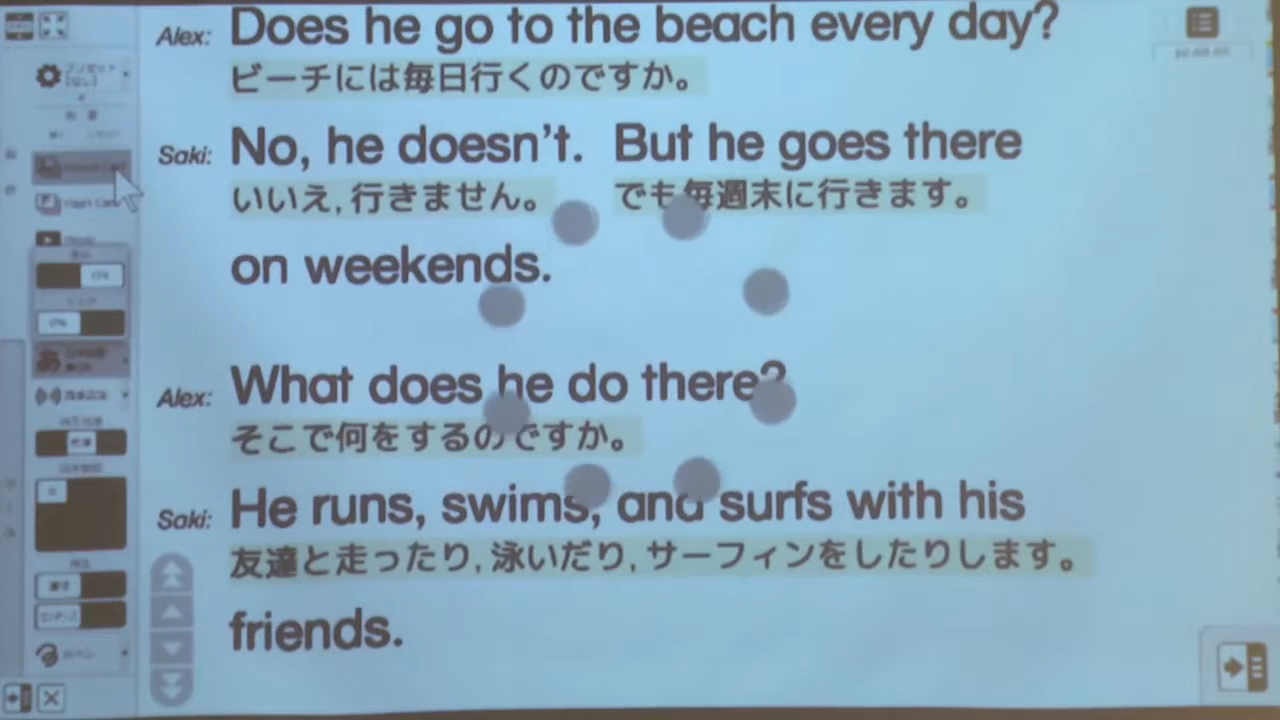 Alex: Does he go to the beach every day?
ビーチには毎日行くのですか。
Saki: No, he doesn't. But he goes there
いいえ,行きません。 でも毎週末に行きます。
on weekends.
Alex: What does he do there?
そこで何をするのですか。
Saki: He runs, swims, and surfs with his
友達と走ったり,泳いだり,サーフィンをしたりします。
friends.